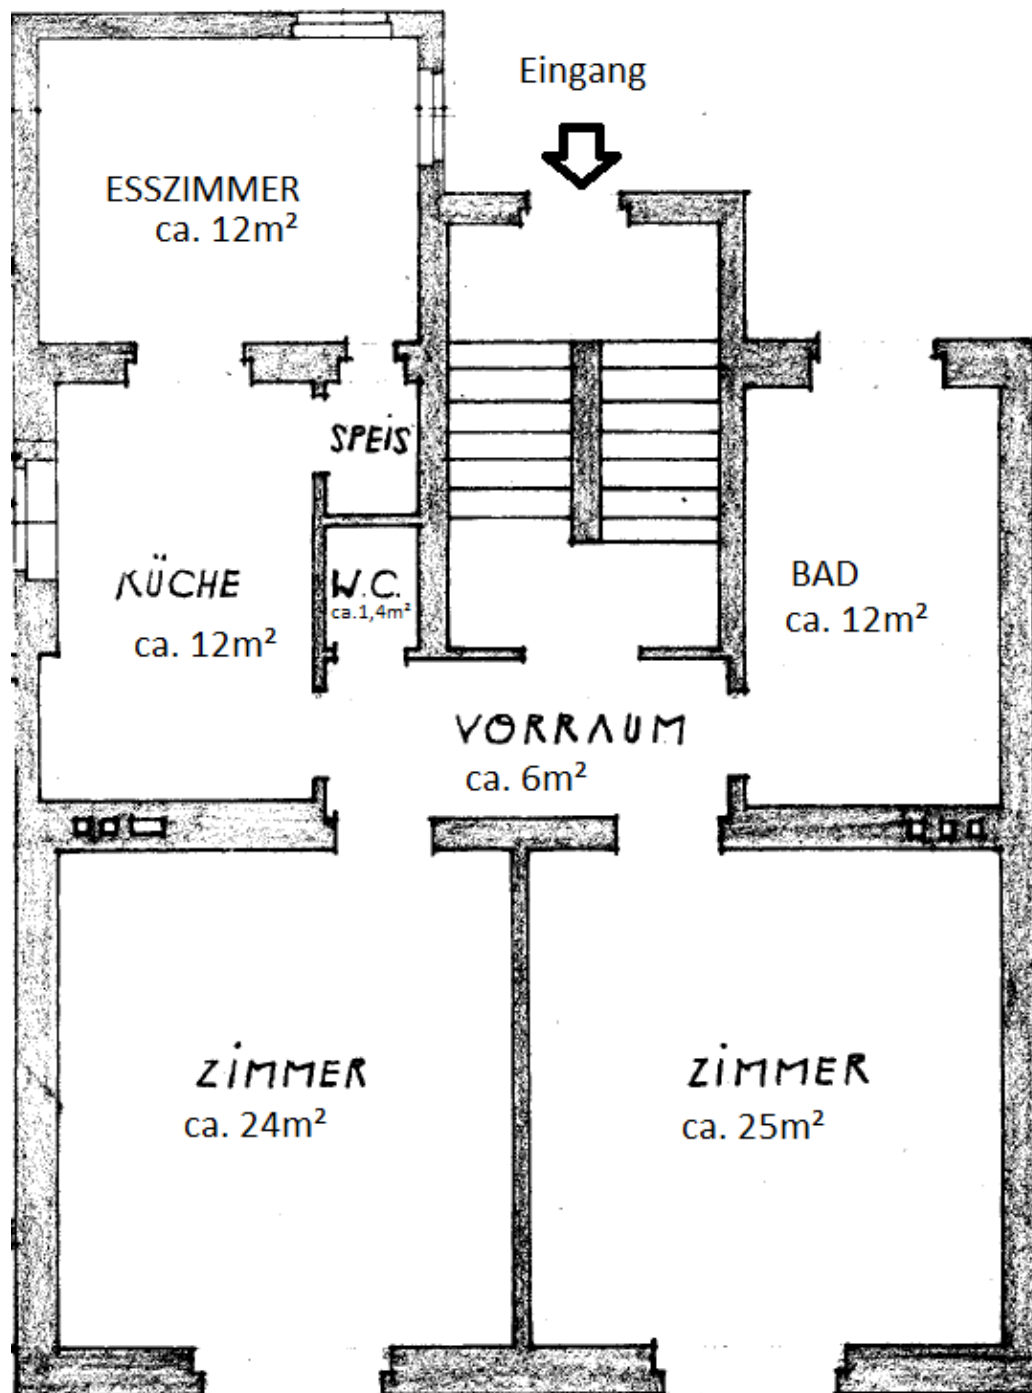 Eingang
ESSZIMMER
ca. 12m²
SPEiS
KÜCHE
ca. 12m²
W.C.
ca.1,4m²
BAD
ca. 12m²
VORRAUM
ca. 6m²
ZiMMER
ca. 24m²
ZiMMER
ca. 25m²